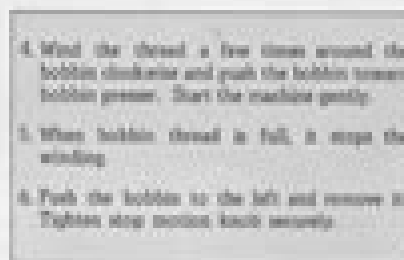 4. Wind the thread a few times around the
bobbin clockwise and push the bobbin toward
bobbin presser. Start the machine gently.
5. When bobbin thread is full, it stops the
winding.
6. Push the bobbin to the left and remove it.
Tighten stop motion knob securely.